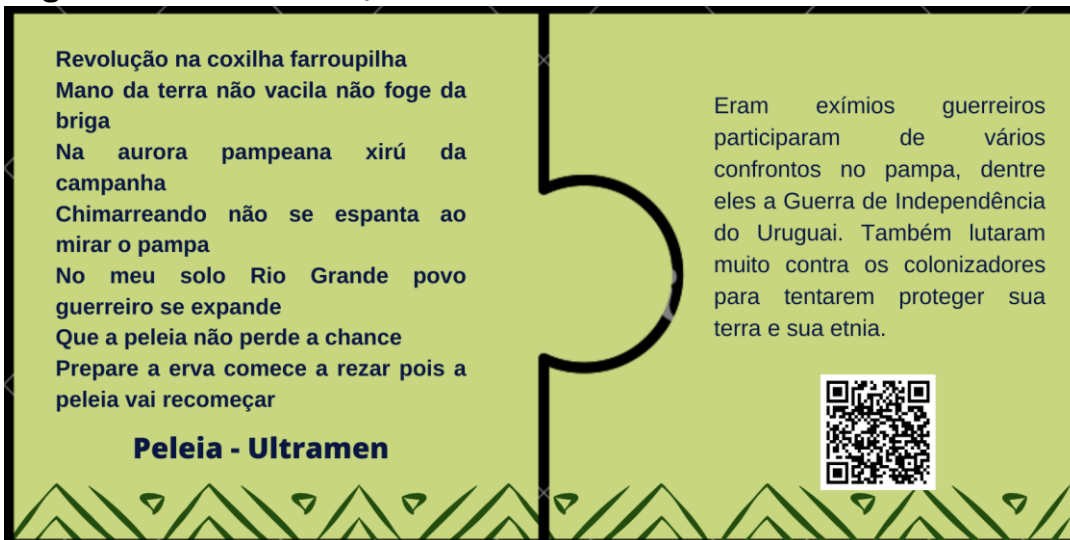 Revolução na coxilha farroupilha
Mano da terra não vacila não foge da
briga
Na aurora pampeana xirú da
campanha
Chimarreando não se espanta ao
mirar o pampa
No meu solo Rio Grande povo
guerreiro se expande
Que a peleia não perde a chance
Prepare a erva comece a rezar pois a
peleia vai recomeçar
Peleia - Ultramen
Eram exímios guerreiros
participaram de vários
confrontos no pampa, dentre
eles a Guerra de Independência
do Uruguai. Também lutaram
muito contra os colonizadores
para tentarem proteger sua
terra e sua etnia.